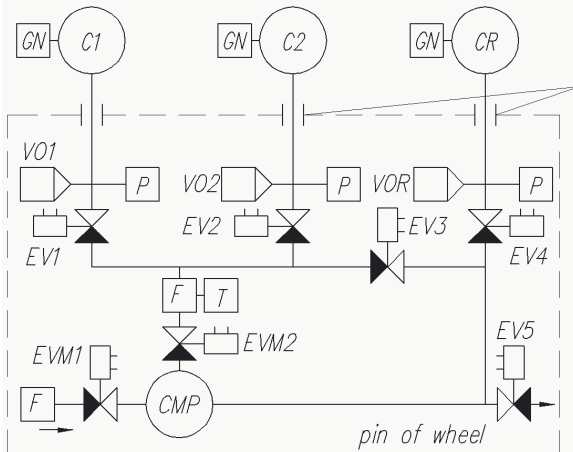 GN C1 GN C2 GN CR
VO1 P VO2 P VOR P
EV1 EV2 EV3 EV4
F T
EVM1 EVM2 EV5
F CMP
pin of wheel